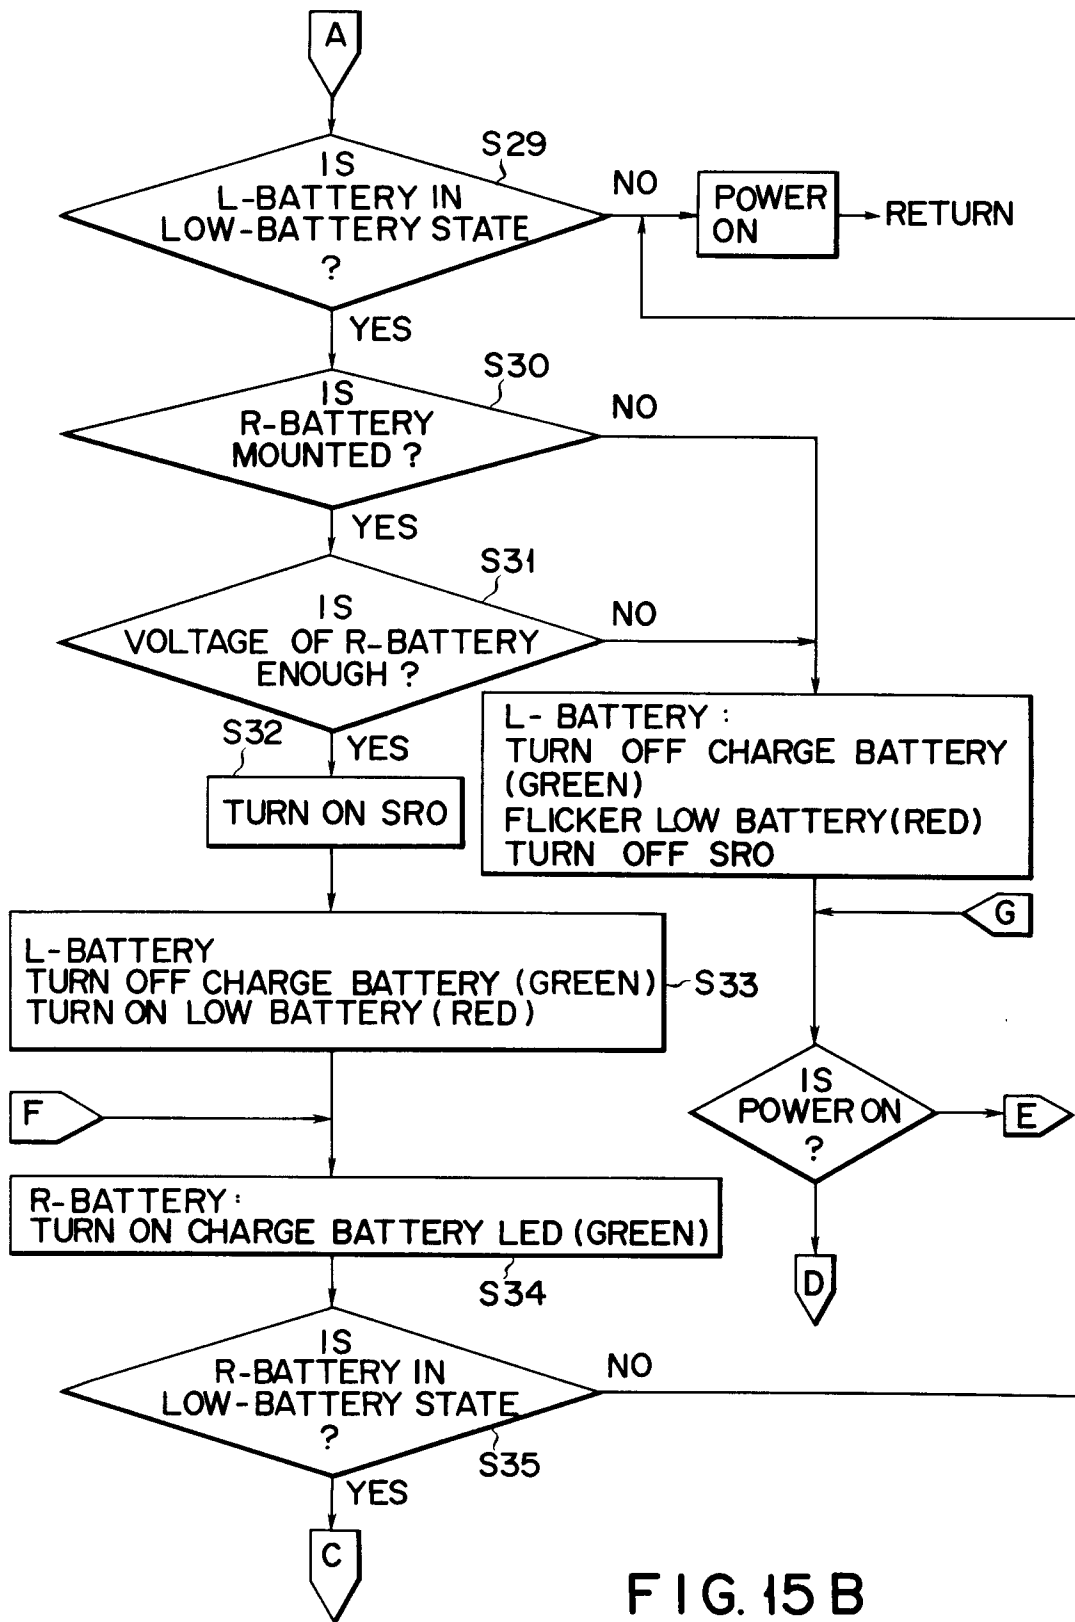 A
IS
L-BATTERY IN
LOW-BATTERY STATE
?
S29
NO
POWER
ON
RETURN
YES
IS
R-BATTERY
MOUNTED ?
S30
NO
YES
IS
VOLTAGE OF R-BATTERY
ENOUGH ?
S31
NO
YES
S32
TURN ON SRO
L- BATTERY :
TURN OFF CHARGE BATTERY
(GREEN)
FLICKER LOW BATTERY(RED)
TURN OFF SRO
G
L-BATTERY
TURN OFF CHARGE BATTERY (GREEN)
TURN ON LOW BATTERY (RED)
S33
IS
POWER ON
?
E
D
F
R-BATTERY :
TURN ON CHARGE BATTERY LED (GREEN)
S34
IS
R-BATTERY IN
LOW-BATTERY STATE
?
S35
NO
YES
C
FIG. 15B